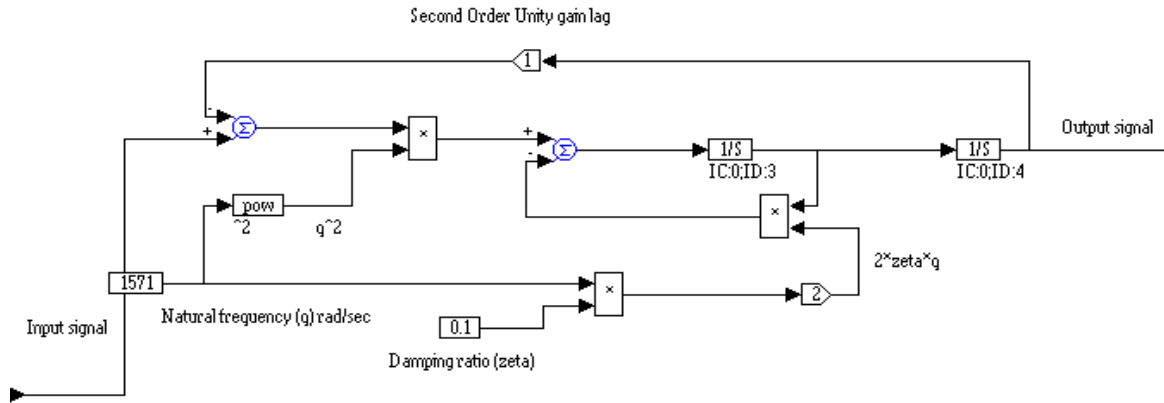 Second Order Unity gain lag
1
-
+
Σ
×
+
-
Σ
1/S
IC:0;ID:3
1/S
IC:0;ID:4
Output signal
pow
^2
q^2
×
2*zeta*q
1571
Natural frequency (q) rad/sec
×
2
Input signal
0.1
Damping ratio (zeta)